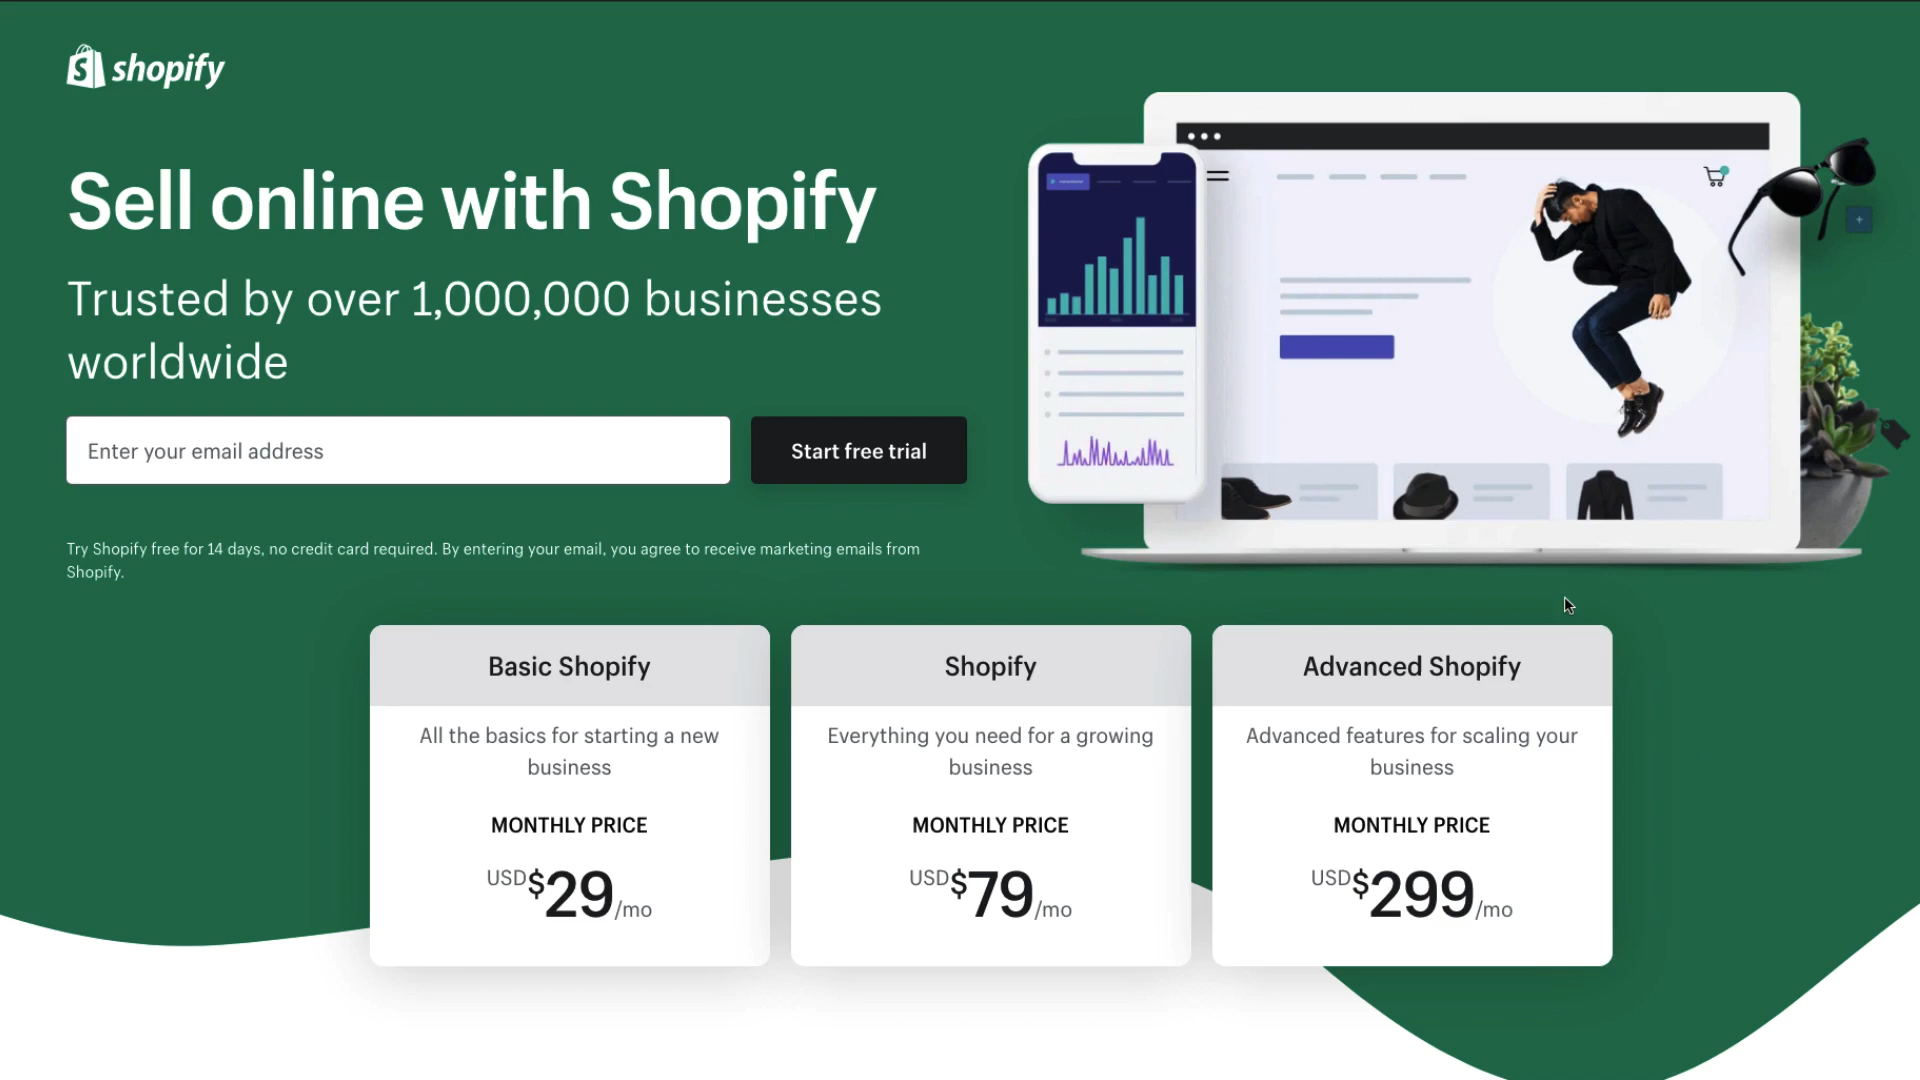 shopify
Sell online with Shopify
Trusted by over 1,000,000 businesses
worldwide
Enter your email address
Start free trial
Try Shopify free for 14 days, no credit card required. By entering your email, you agree to receive marketing emails from
Shopify.
Basic Shopify
All the basics for starting a new
business
MONTHLY PRICE
USD$29/mo
Shopify
Everything you need for a growing
business
MONTHLY PRICE
USD$79/mo
Advanced Shopify
Advanced features for scaling your
business
MONTHLY PRICE
USD$299/mo